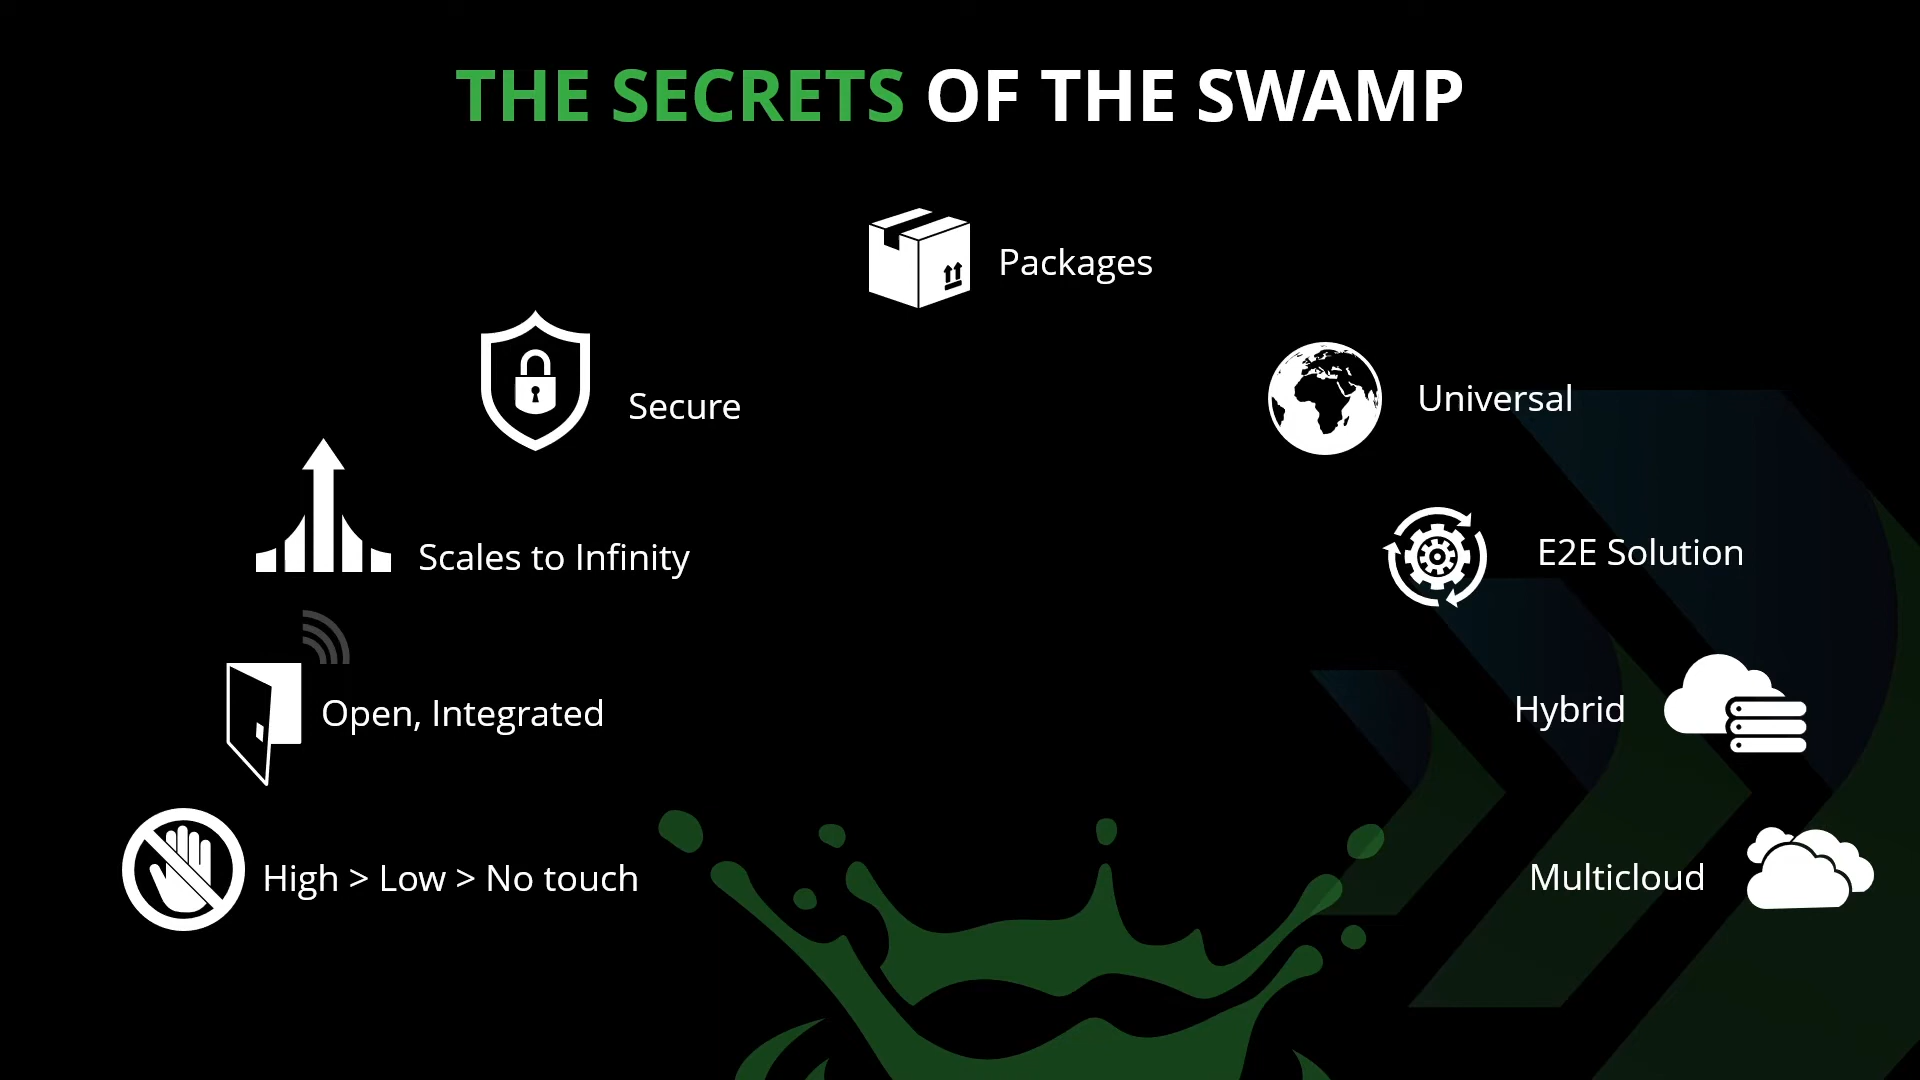 THE SECRETS OF THE SWAMP
Packages
Secure
Universal
Scales to Infinity
E2E Solution
Open, Integrated
Hybrid
High > Low > No touch
Multicloud